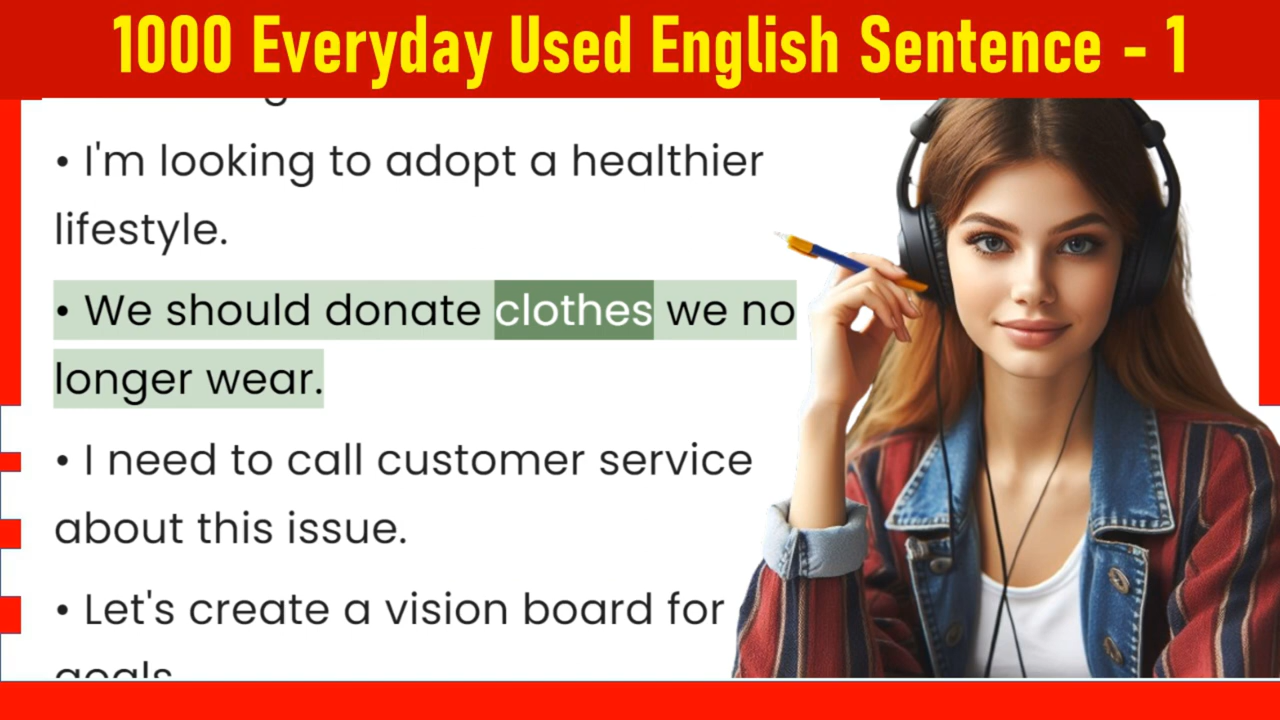 1000 Everyday Used English Sentence - 1
• I'm looking to adopt a healthier
lifestyle.
• We should donate clothes we no
longer wear.
• I need to call customer service
about this issue.
• Let's create a vision board for
goals